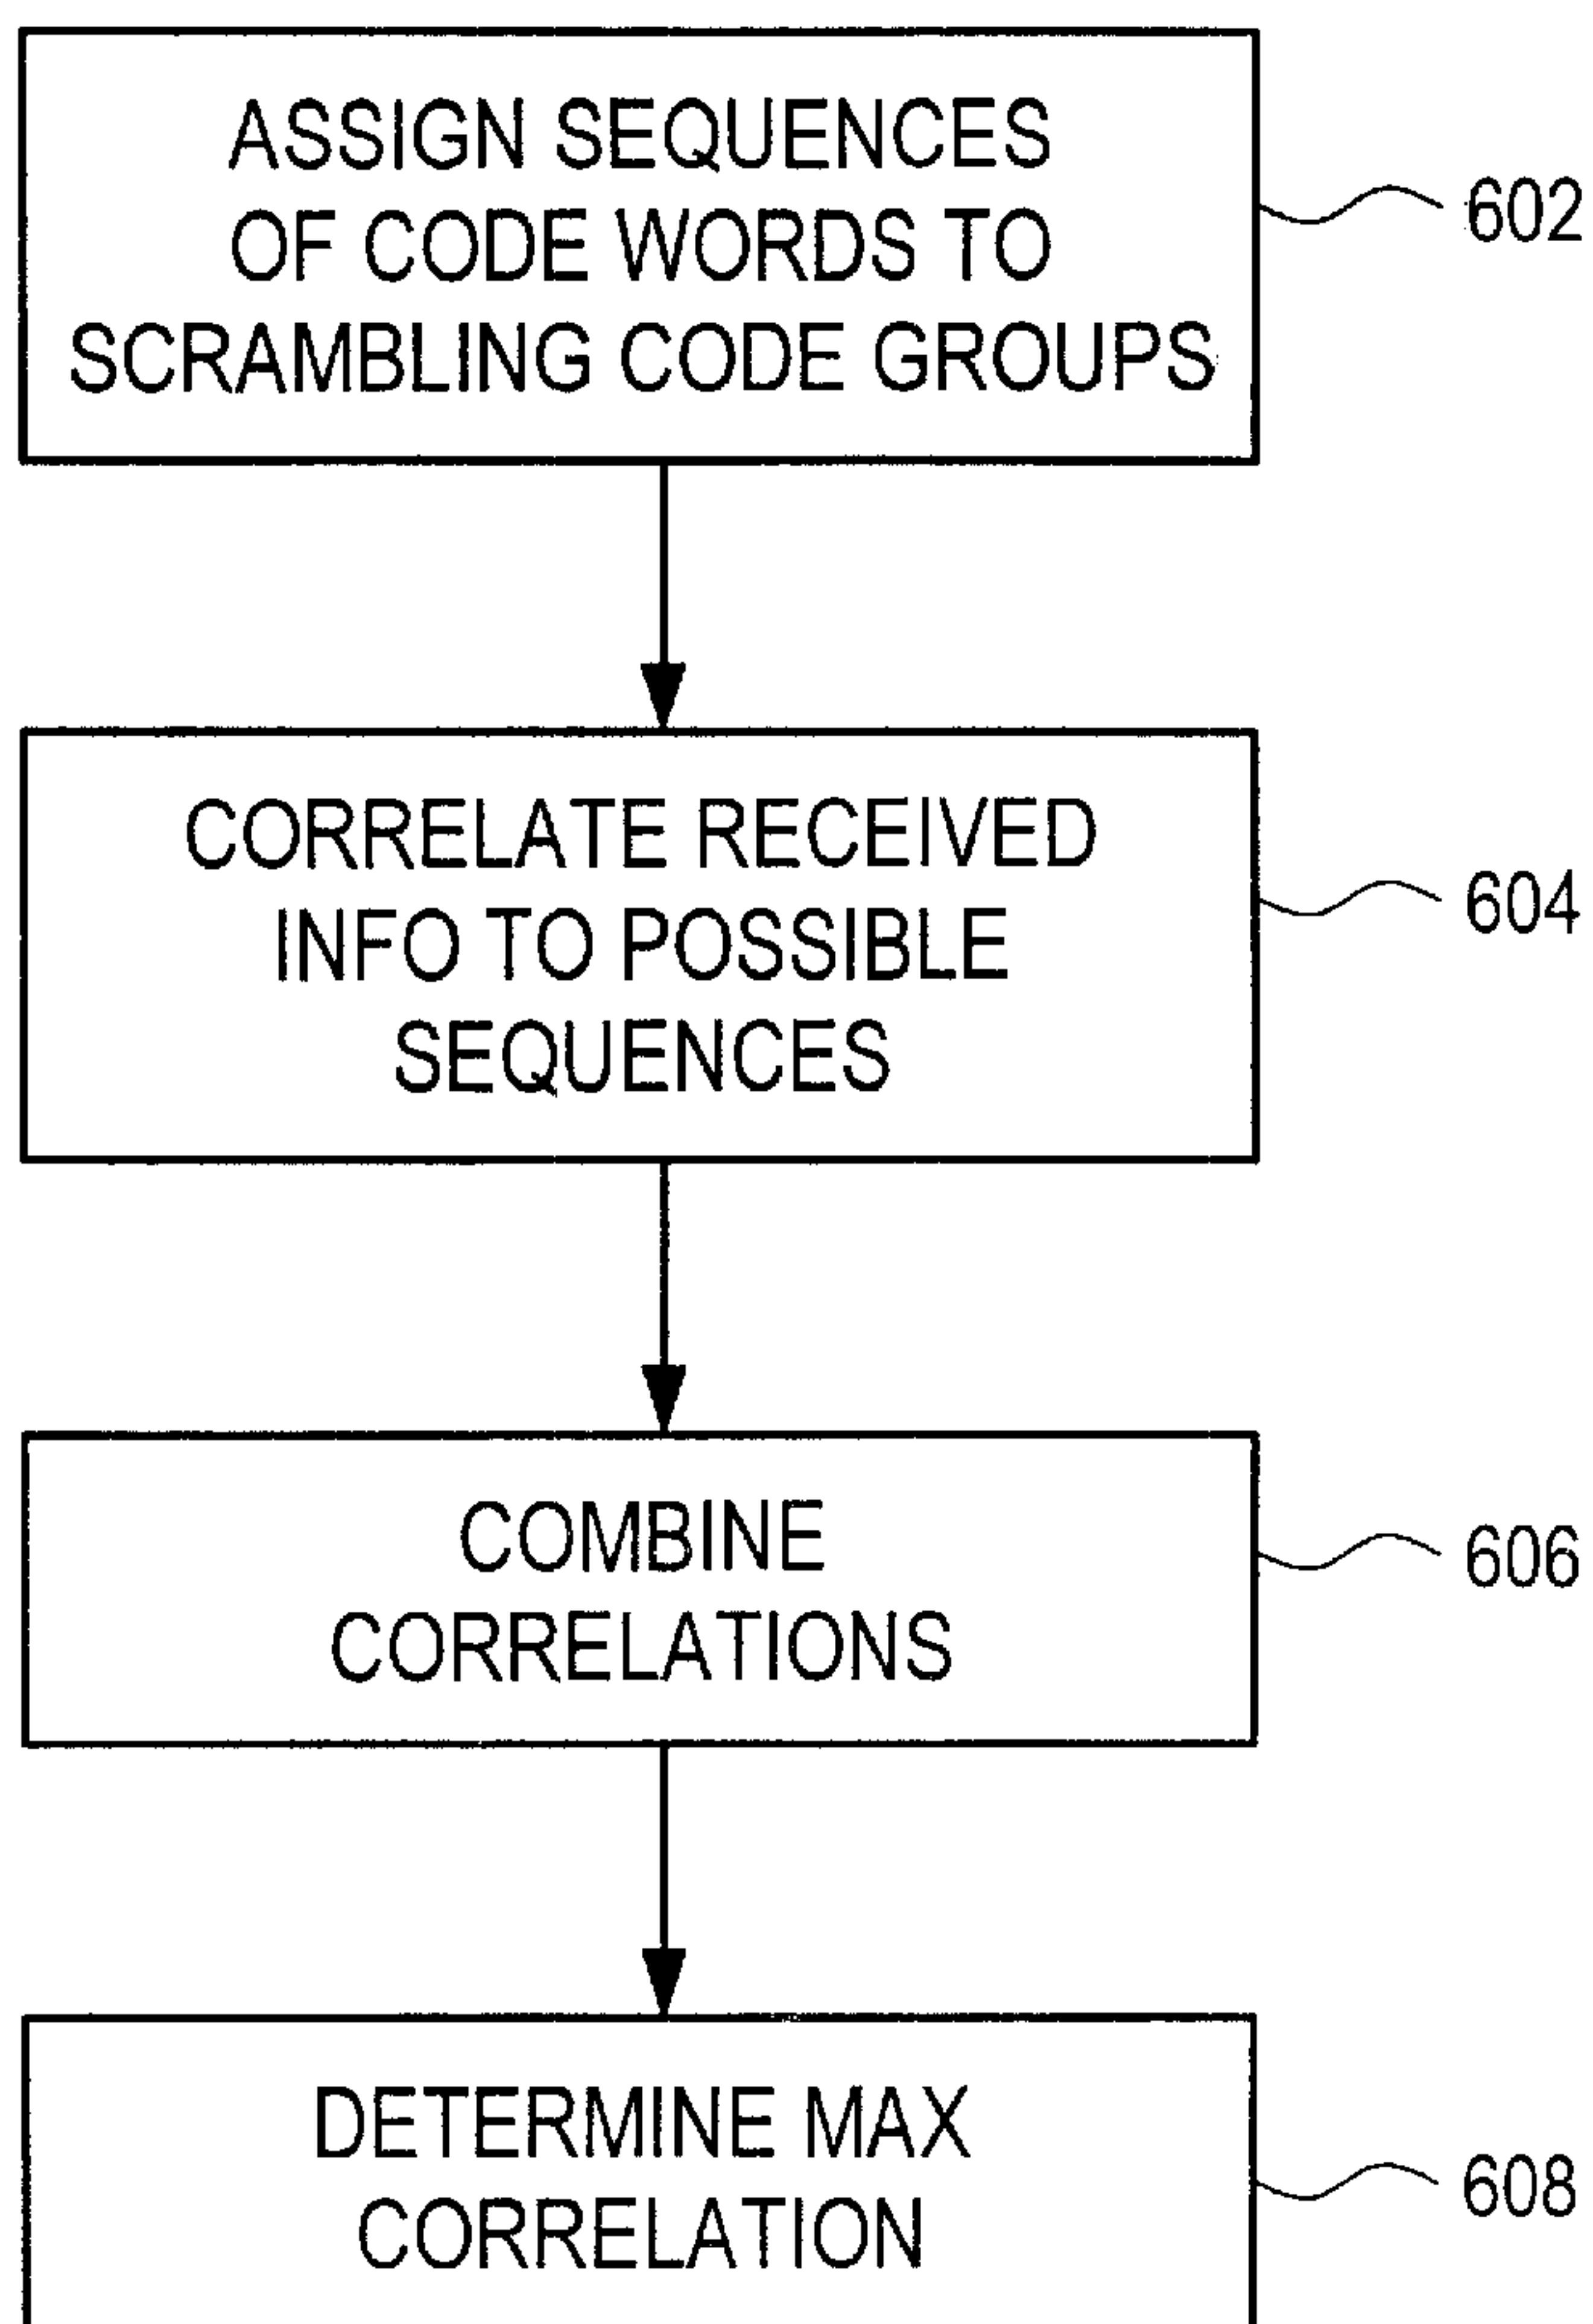 ASSIGN SEQUENCES
OF CODE WORDS TO
SCRAMBLING CODE GROUPS
602
CORRELATE RECEIVED
INFO TO POSSIBLE
SEQUENCES
604
COMBINE
CORRELATIONS
606
DETERMINE MAX
CORRELATION
608